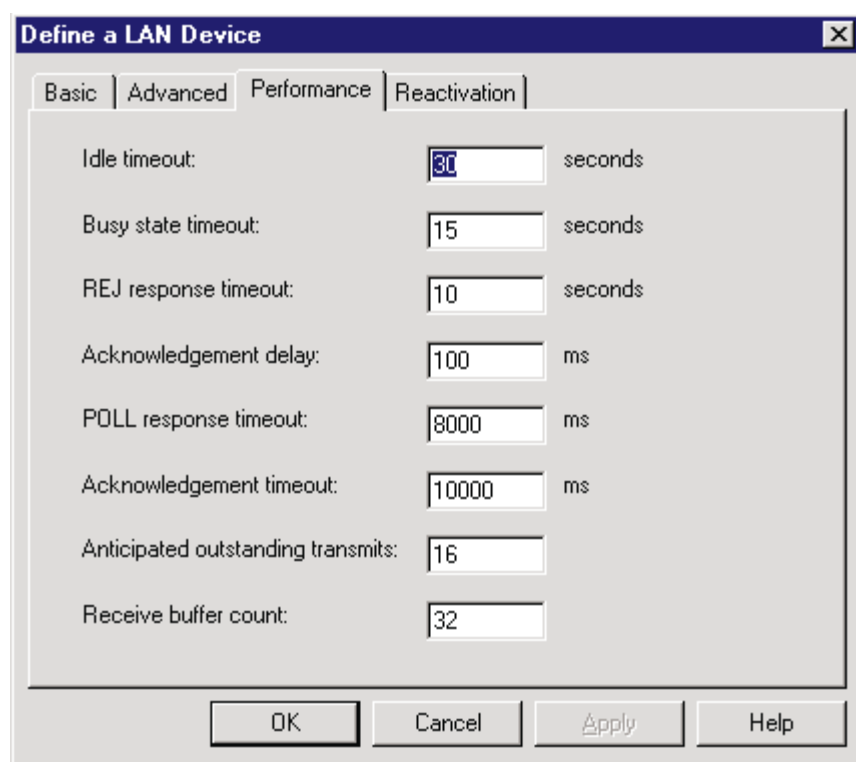 Define a LAN Device
Basic Advanced Performance Reactivation
Idle timeout: 30 seconds
Busy state timeout: 15 seconds
REJ response timeout: 10 seconds
Acknowledgement delay: 100 ms
POLL response timeout: 8000 ms
Acknowledgement timeout: 10000 ms
Anticipated outstanding transmits: 16
Receive buffer count: 32
OK Cancel Apply Help